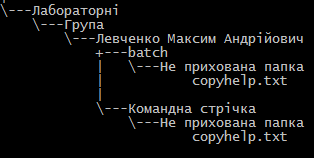 \---Лабораторні
\---Група
\---Левченко Максим Андрійович
+---batch
| \---Не прихована папка
| copyhelp.txt
|
\---Командна стрічка
\---Не прихована папка
copyhelp.txt